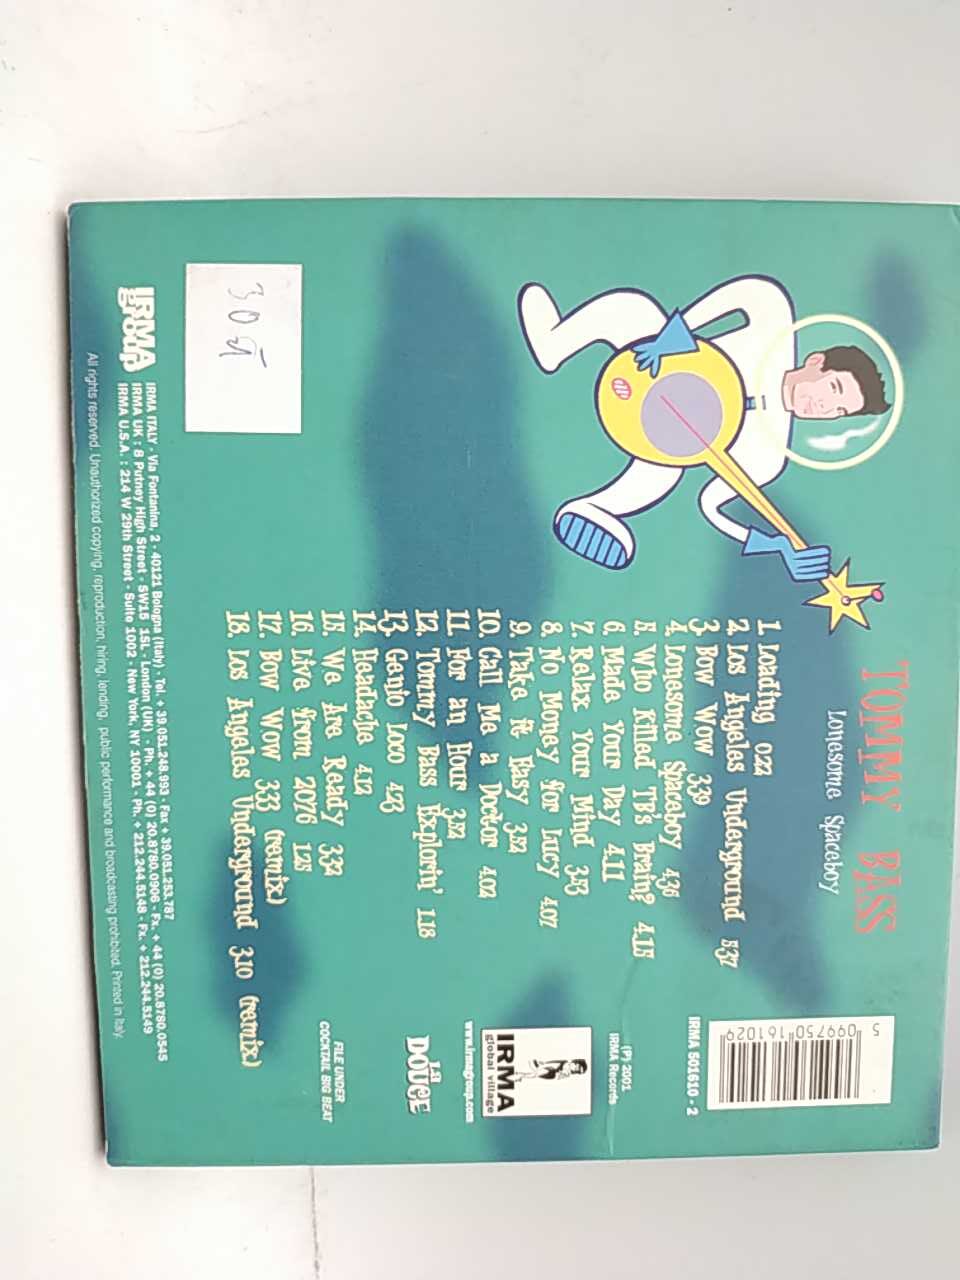 TOMMY BASS
Lonesome Spaceboy
1. Loading 0.22
2. Los Angeles Underground 3.37
3. Bow Wow 3.39
4. Lonesome Spaceboy 4.36
5. Who Killed TB's Brain? 4.15
6. Made Your Day 4.11
7. Relax Your Mind 3.43
8. No Money for Lucy 4.07
9. Take it Easy 3.52
10. Call Me a Doctor 4.02
11. For an Hour 3.52
12. Tommy Bass Explorin' 1.18
13. Genio Loco 4.23
14. Headache 4.12
15. We Are Ready 3.32
16. Live from 2076 1.25
17. Bow Wow 3.33 (remix)
18. Los Angeles Underground 3.10 (remix)
5 099750 161029
IRMA 501610 - 2
(P) 2001
IRMA Records
IRMA
global village
www.irmagroup.com
LA
DOUCE
FILE UNDER
COCKTAIL BIG BEAT
30
IRMA
group
IRMA ITALY - Via Fontanina, 2 - 40121 Bologna (Italy) - Tel. + 39.051.248.993 - Fax + 39.051.253.787
IRMA UK : 8 Putney High Street - SW15 1SL - London (UK) - Ph. + 44 (0) 20.8780.0906 - Fx. + 44 (0) 20.8780.0545
IRMA U.S.A. : 214 W 29th Street - Suite 1002 - New York, NY 10001 - Ph. + 212.244.5148 - Fx. + 212.244.5149
All rights reserved. Unauthorized copying, reproduction, hiring, lending, public performance and broadcasting prohibited. Printed in Italy.